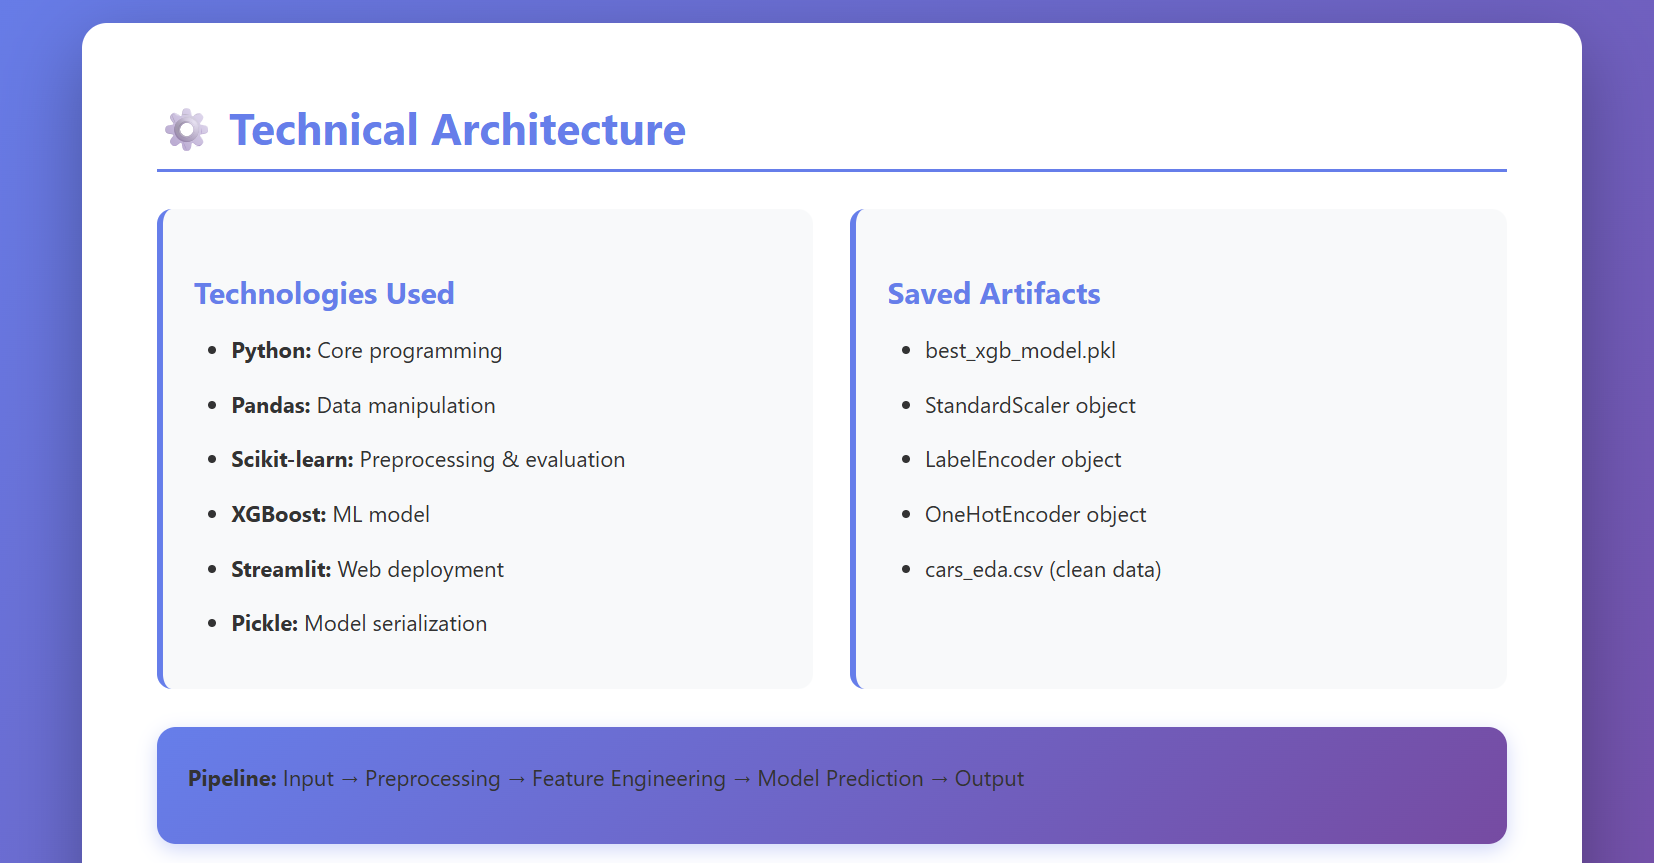 Technical Architecture
Technologies Used
Python: Core programming
Pandas: Data manipulation
Scikit-learn: Preprocessing & evaluation
XGBoost: ML model
Streamlit: Web deployment
Pickle: Model serialization
Saved Artifacts
best_xgb_model.pkl
StandardScaler object
LabelEncoder object
OneHotEncoder object
cars_eda.csv (clean data)
Pipeline: Input → Preprocessing → Feature Engineering → Model Prediction → Output